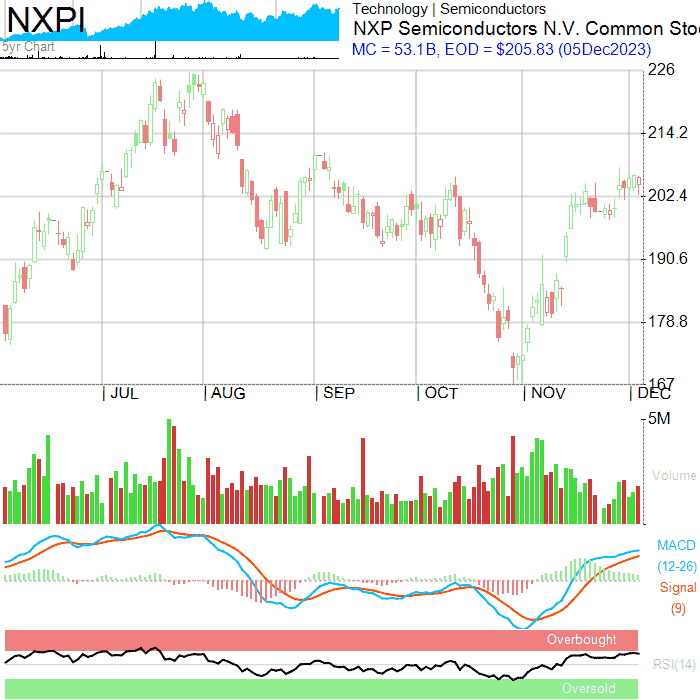 NXPI
5yr Chart
Technology | Semiconductors
NXP Semiconductors N.V. Common Sto
MC = 53.1B, EOD = $205.83 (05Dec2023)
226
214.2
202.4
190.6
178.8
167
| JUL | AUG | SEP | OCT | NOV | DEC
5M
Volume
MACD
(12-26)
Signal
(9)
Overbought
RSI(14)
Oversold